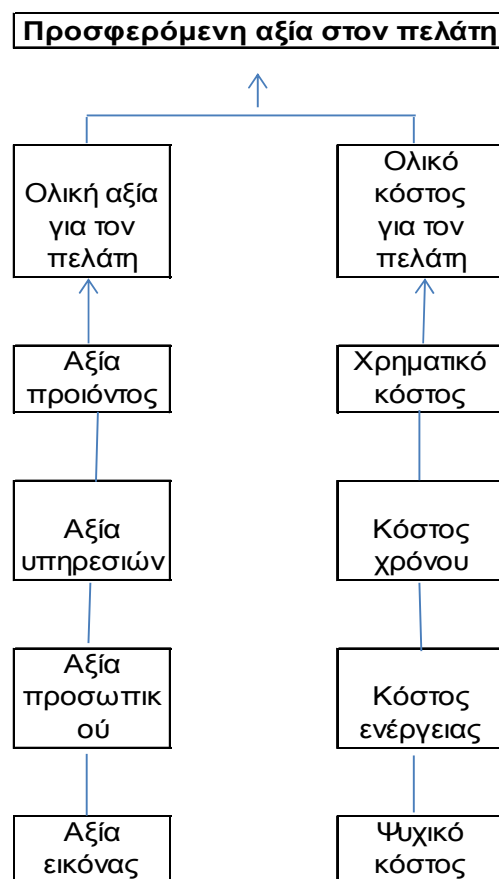 Προσφερόμενη αξία στον πελάτη
Ολική αξία
για τον
πελάτη
Ολικό
κόστος
για τον
πελάτη
Αξία
προιόντος
Χρηματικό
κόστος
Αξία
υπηρεσιών
Κόστος
χρόνου
Αξία
προσωπικ
ού
Κόστος
ενέργειας
Αξία
εικόνας
Ψυχικό
κόστος